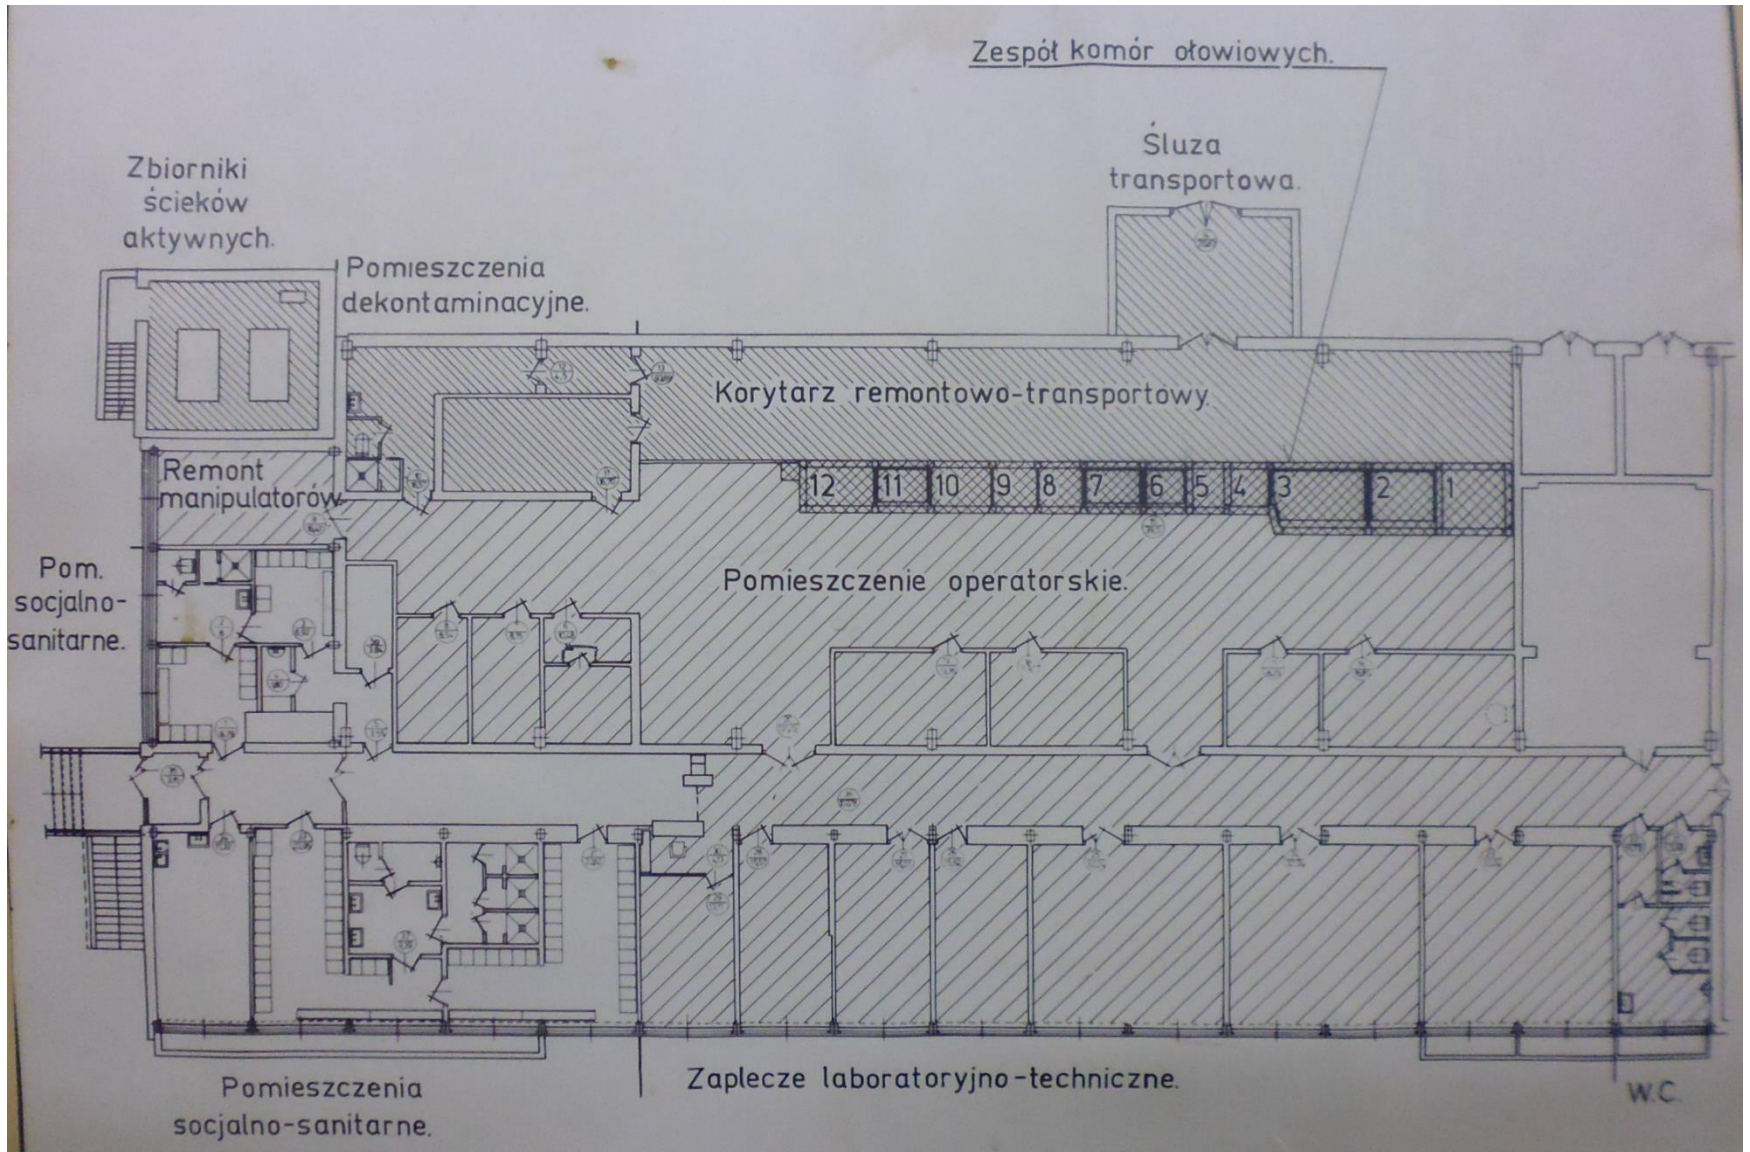 Zespół komór ołowiowych.
Śluza
transportowa.
Zbiorniki
ścieków
aktywnych.
Pomieszczenia
dekontaminacyjne.
Korytarz remontowo-transportowy.
Remont
manipulatorów
12 11 10 9 8 7 6 5 4 3 2 1
Pom.
socjalno-
sanitarne.
Pomieszczenie operatorskie.
Zaplecze laboratoryjno-techniczne.
W.C.
Pomieszczenia
socjalno-sanitarne.